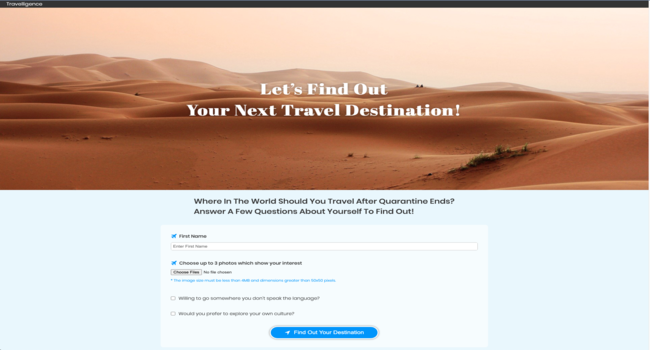 Travelligence
Let's Find Out
Your Next Travel Destination!
Where In The World Should You Travel After Quarantine Ends?
Answer A Few Questions About Yourself To Find Out!
First Name
Enter First Name
Choose up to 3 photos which show your interest
Choose Files No file chosen
* The image size must be less than 4MB and dimensions greater than 50x50 pixels.
Willing to go somewhere you don't speak the language?
Would you prefer to explore your own culture?
Find Out Your Destination